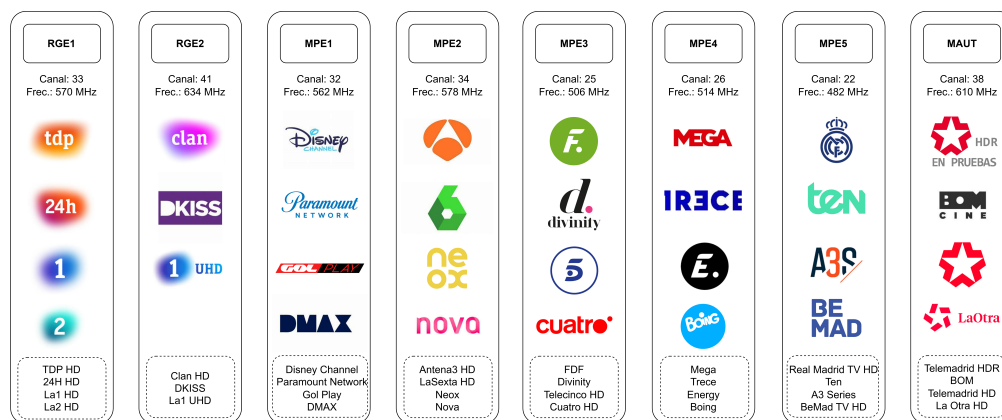 RGE1
Canal: 33
Frec.: 570 MHz
tdp
24h
1
2
TDP HD
24H HD
La1 HD
La2 HD
RGE2
Canal: 41
Frec.: 634 MHz
clan
DKISS
1 UHD
Clan HD
DKISS
La1 UHD
MPE1
Canal: 32
Frec.: 562 MHz
DISNEY
CHANNEL
Paramount
NETWORK
GOL PLAY
DMAX
Disney Channel
Paramount Network
Gol Play
DMAX
MPE2
Canal: 34
Frec.: 578 MHz
6
neox
nova
Antena3 HD
LaSexta HD
Neox
Nova
MPE3
Canal: 25
Frec.: 506 MHz
F.
d.
divinity
5
cuatro
FDF
Divinity
Telecinco HD
Cuatro HD
MPE4
Canal: 26
Frec.: 514 MHz
MEGA
TRECE
E.
BOING
Mega
Trece
Energy
Boing
MPE5
Canal: 22
Frec.: 482 MHz
ten
A3S
BE
MAD
Real Madrid TV HD
Ten
A3 Series
BeMad TV HD
MAUT
Canal: 38
Frec.: 610 MHz
HDR
EN PRUEBAS
BOM
CINE
LaOtra
Telemadrid HDR
BOM
Telemadrid HD
La Otra HD